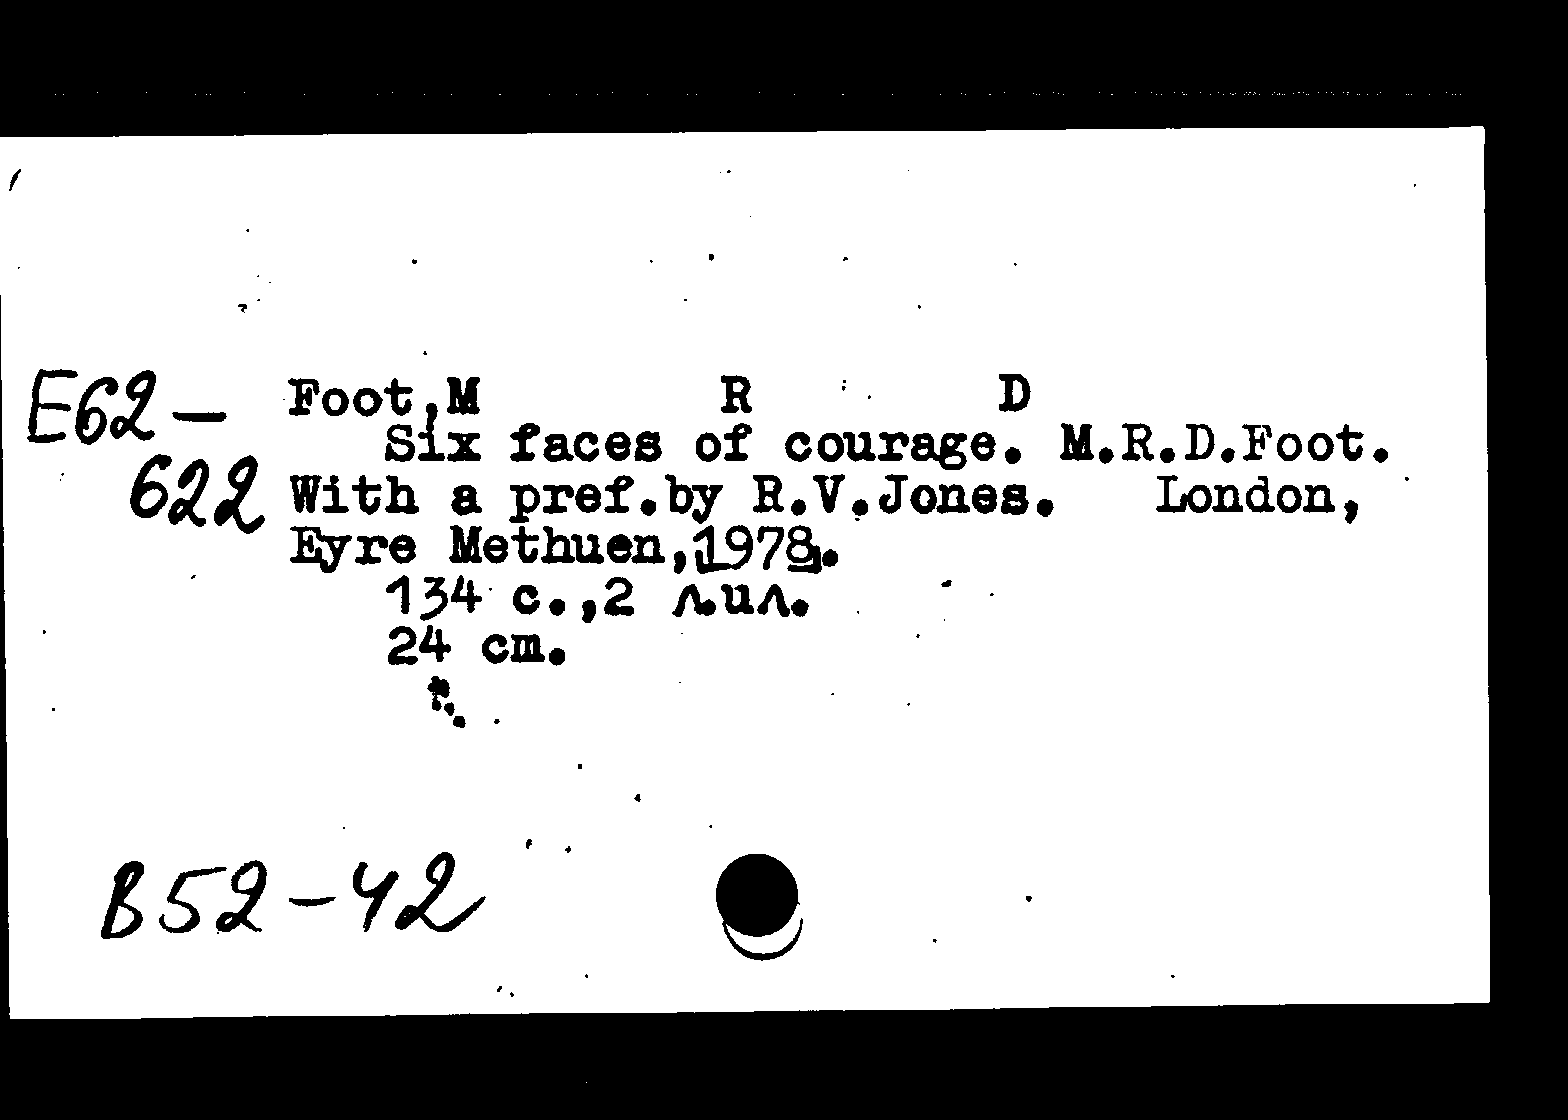 E62-
622
Foot,M R D
Six faces of courage. M.R.D.Foot.
With a pref.by R.V.Jones. London,
Eyre Methuen,1978.
134 с.,2 л.ил.
24 cm.
B52-42